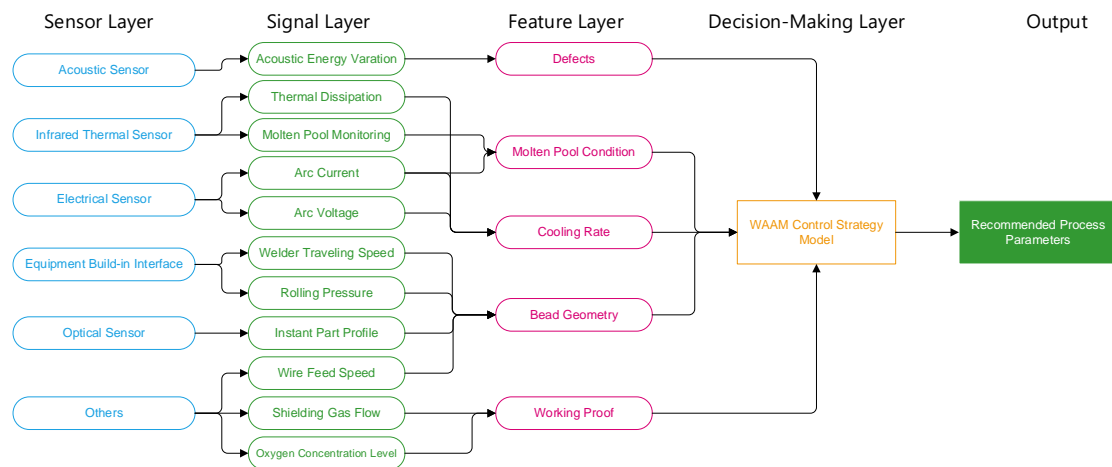 Sensor Layer
Signal Layer
Feature Layer
Decision-Making Layer
Output
Acoustic Sensor
Infrared Thermal Sensor
Electrical Sensor
Equipment Build-in Interface
Optical Sensor
Others
Acoustic Energy Varation
Thermal Dissipation
Molten Pool Monitoring
Arc Current
Arc Voltage
Welder Traveling Speed
Rolling Pressure
Instant Part Profile
Wire Feed Speed
Shielding Gas Flow
Oxygen Concentration Level
Defects
Molten Pool Condition
Cooling Rate
Bead Geometry
Working Proof
WAAM Control Strategy
Model
Recommended Process
Parameters